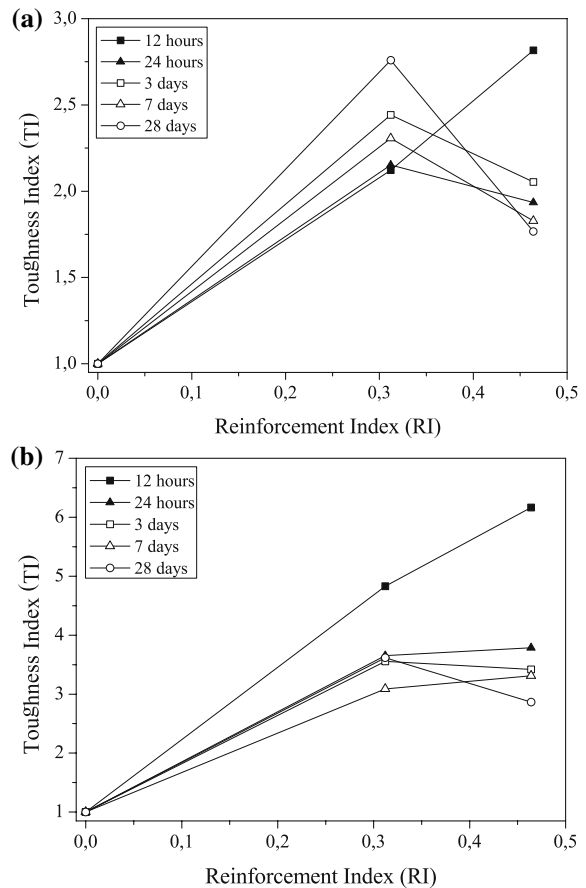 (a)
12 hours
24 hours
3 days
7 days
28 days
Toughness Index (TI)
3,0
2,5
2,0
1,5
1,0
0,0 0,1 0,2 0,3 0,4 0,5
Reinforcement Index (RI)
(b)
12 hours
24 hours
3 days
7 days
28 days
Toughness Index (TI)
7
6
5
4
3
2
1
0,0 0,1 0,2 0,3 0,4 0,5
Reinforcement Index (RI)